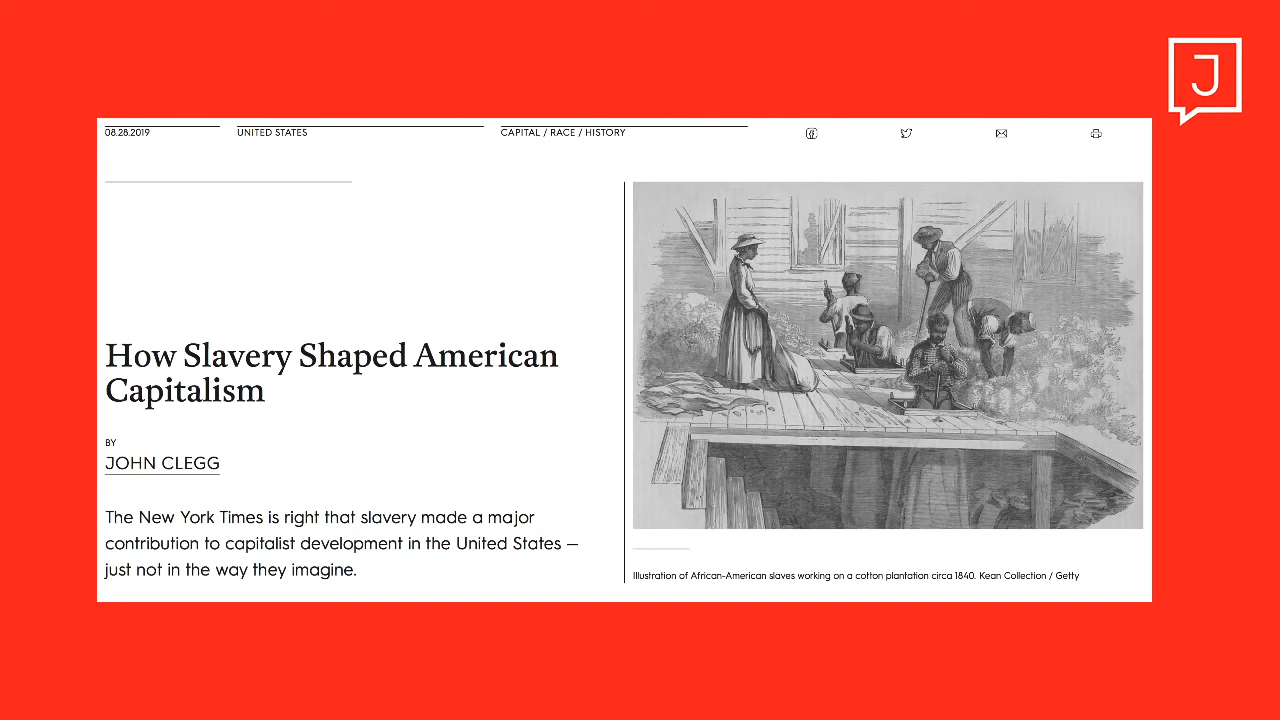 J
08.28.2019
UNITED STATES
CAPITAL / RACE / HISTORY
How Slavery Shaped American
Capitalism
BY
JOHN CLEGG
The New York Times is right that slavery made a major
contribution to capitalist development in the United States —
just not in the way they imagine.
Illustration of African-American slaves working on a cotton plantation circa 1840. Kean Collection / Getty